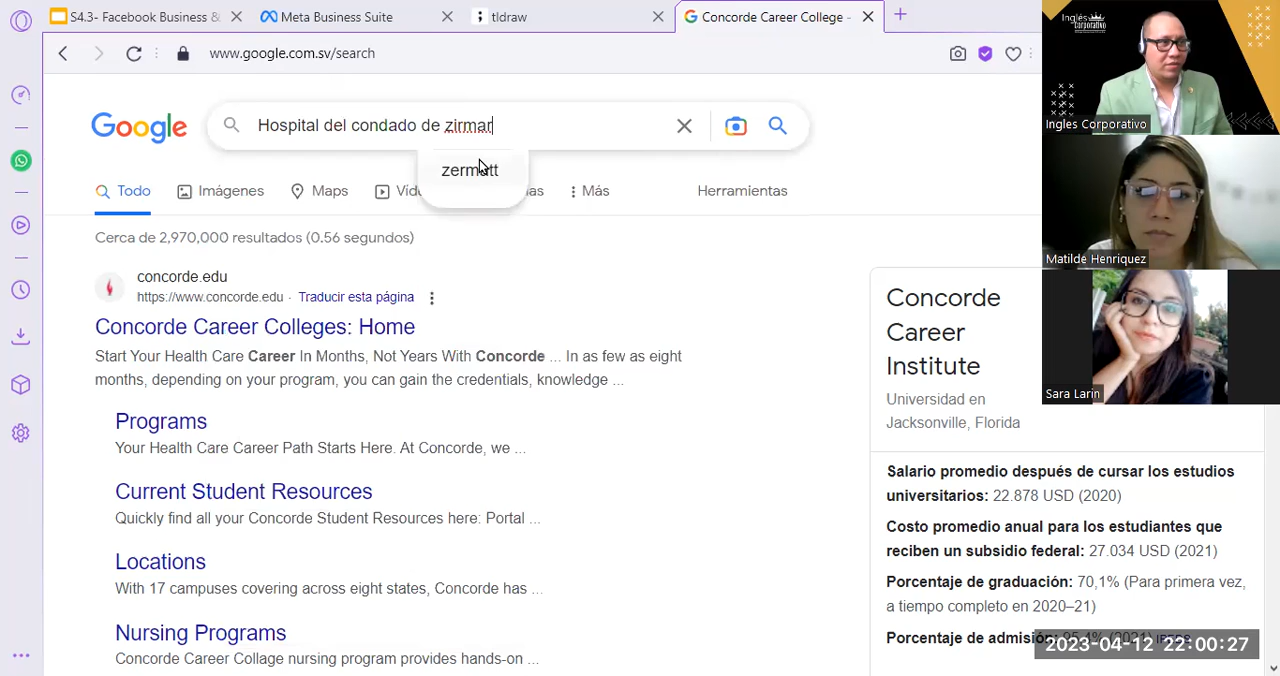 S4.3- Facebook Business &
Meta Business Suite
tldraw
Concorde Career College -
www.google.com.sv/search
Google
Hospital del condado de zirmar
Todo
Imágenes
Maps
Más
Herramientas
Cerca de 2,970,000 resultados (0.56 segundos)
concorde.edu
https://www.concorde.edu · Traducir esta página
Concorde Career Colleges: Home
Start Your Health Care Career In Months, Not Years With Concorde ... In as few as eight
months, depending on your program, you can gain the credentials, knowledge ...
Programs
Your Health Care Career Path Starts Here. At Concorde, we ...
Current Student Resources
Quickly find all your Concorde Student Resources here: Portal ...
Locations
With 17 campuses covering across eight states, Concorde has ...
Nursing Programs
Concorde Career Collage nursing program provides hands-on ...
Concorde
Career
Institute
Universidad en
Jacksonville, Florida
Salario promedio después de cursar los estudios
universitarios: 22.878 USD (2020)
Costo promedio anual para los estudiantes que
reciben un subsidio federal: 27.034 USD (2021)
Porcentaje de graduación: 70,1% (Para primera vez,
a tiempo completo en 2020–21)
Porcentaje de admisión:
Inglés
Corporativo
Ingles Corporativo
Matilde Henriquez
Sara Larin
2023-04-12 22:00:27